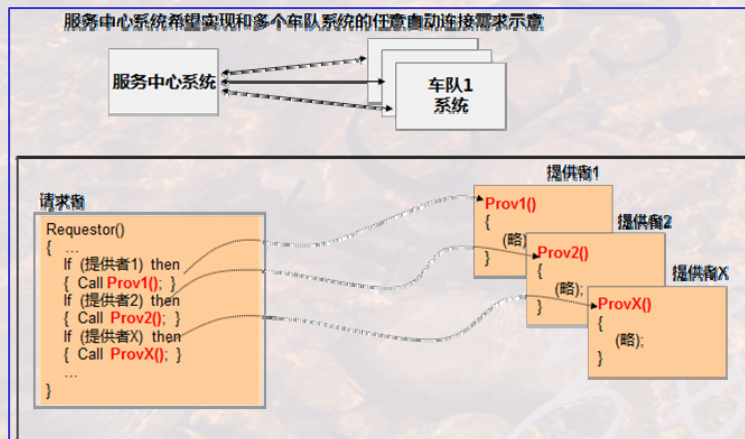 服务中心系统希望实现和多个车队系统的任意自动连接需求示意
服务中心系统
车队1
系统
请求者
Requestor()
{ ...
If (提供者1) then
{ Call Prov1(); }
If (提供者2) then
{ Call Prov2(); }
If (提供者X) then
{ Call ProvX(); }
...
}
提供者1
Prov1()
{
(略)
}
提供者2
Prov2()
{
(略);
}
提供者X
ProvX()
{
(略);
}